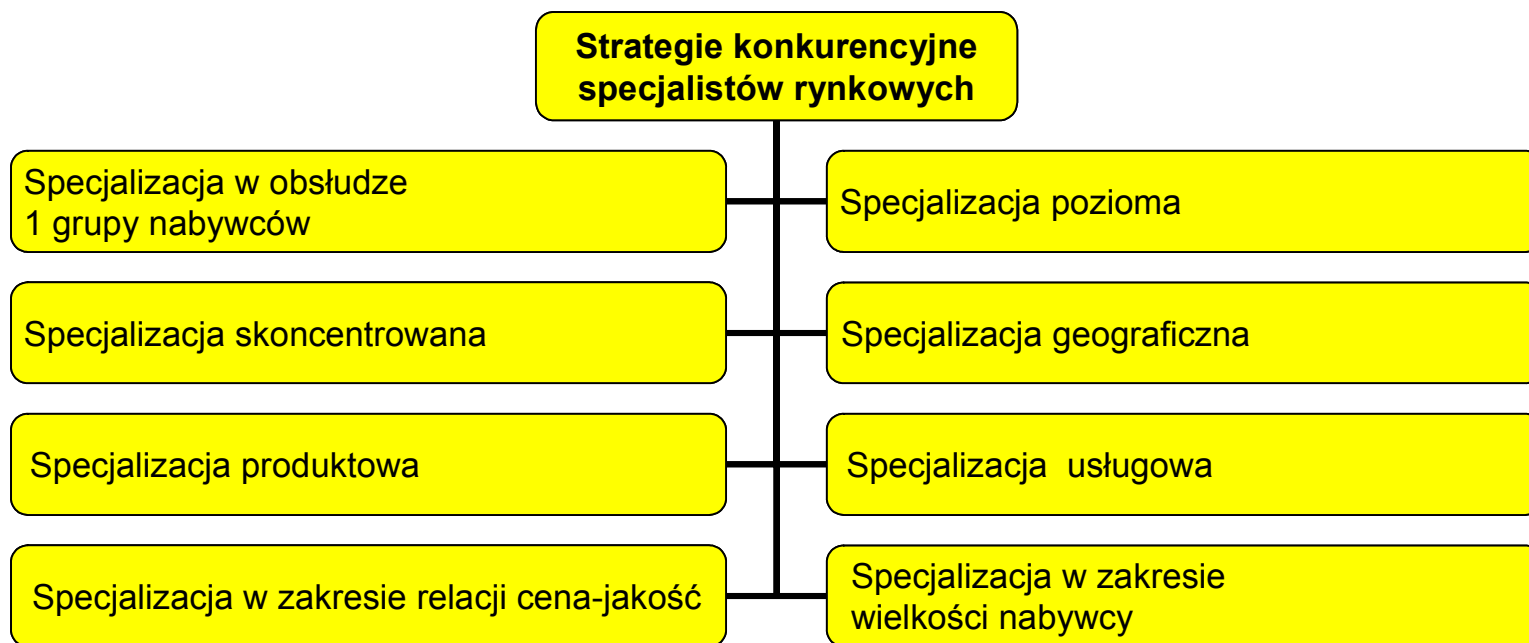 Strategie konkurencyjne
specjalistów rynkowych
Specjalizacja w obsłudze
1 grupy nabywców
Specjalizacja pozioma
Specjalizacja skoncentrowana
Specjalizacja geograficzna
Specjalizacja produktowa
Specjalizacja usługowa
Specjalizacja w zakresie relacji cena-jakość
Specjalizacja w zakresie
wielkości nabywcy